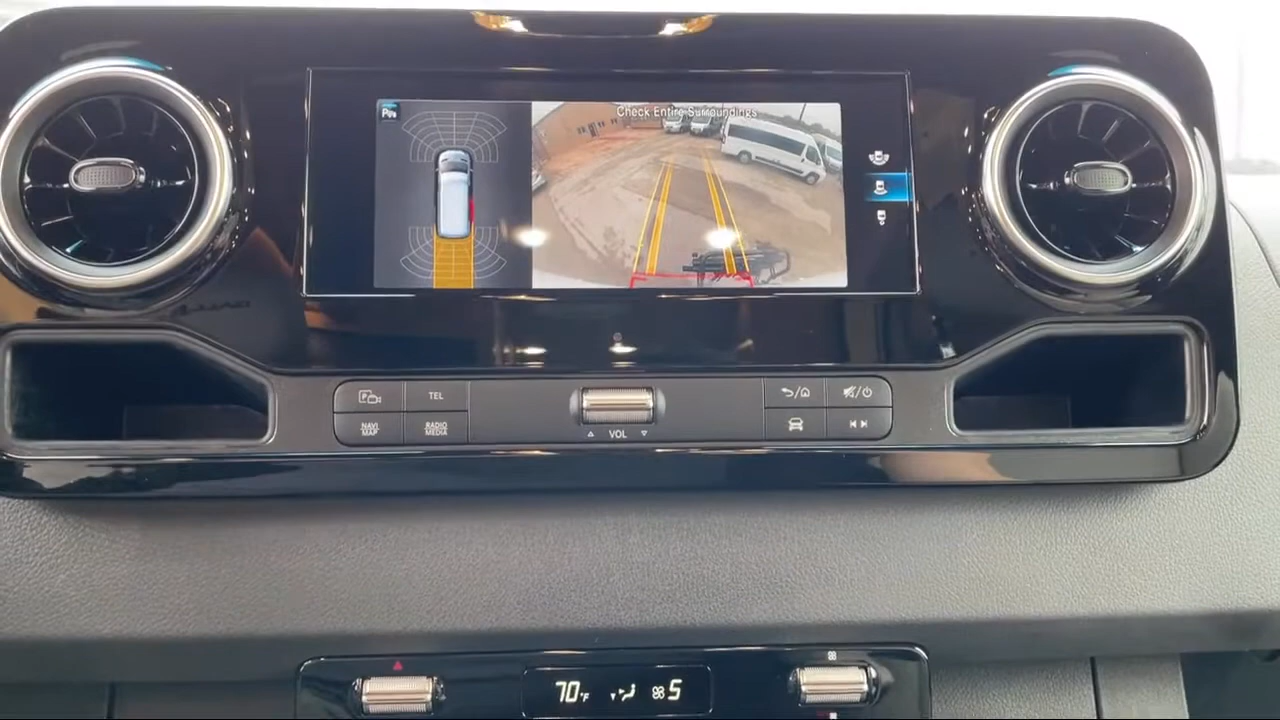 P
Check Entire Surroundings
P
TEL
NAVI
MAP
RADIO
MEDIA
VOL
70°F
5